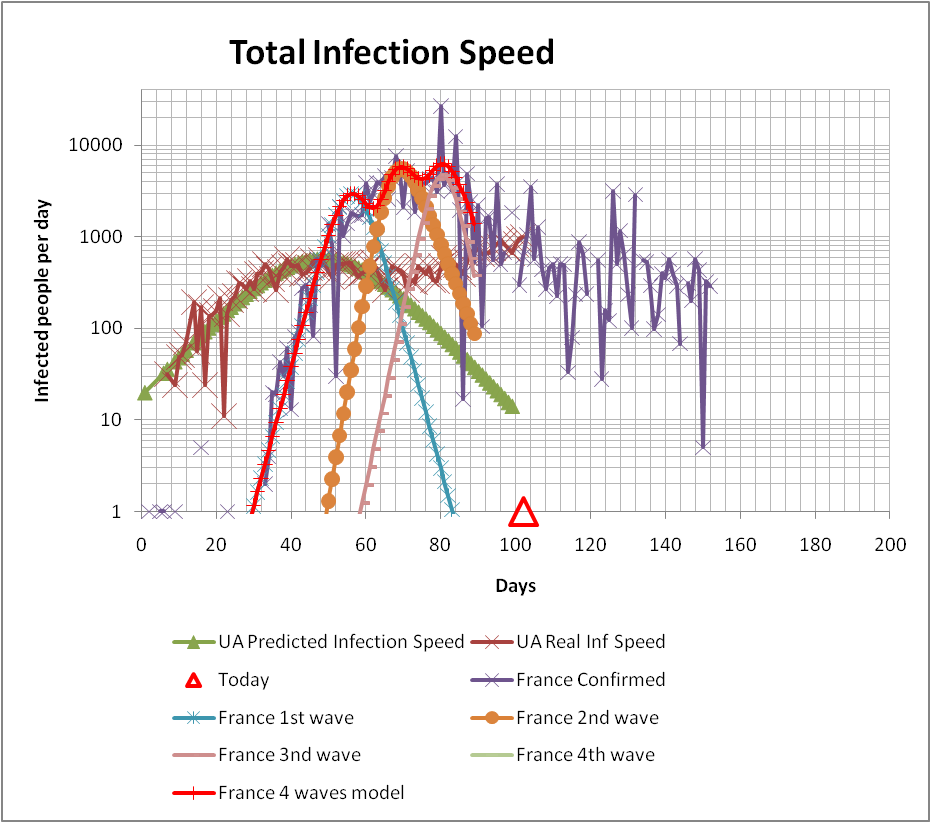 Total Infection Speed
10000
1000
100
10
1
Infected people per day
0 20 40 60 80 100 120 140 160 180 200
Days
UA Predicted Infection Speed
UA Real Inf Speed
Today
France Confirmed
France 1st wave
France 2nd wave
France 3nd wave
France 4th wave
France 4 waves model